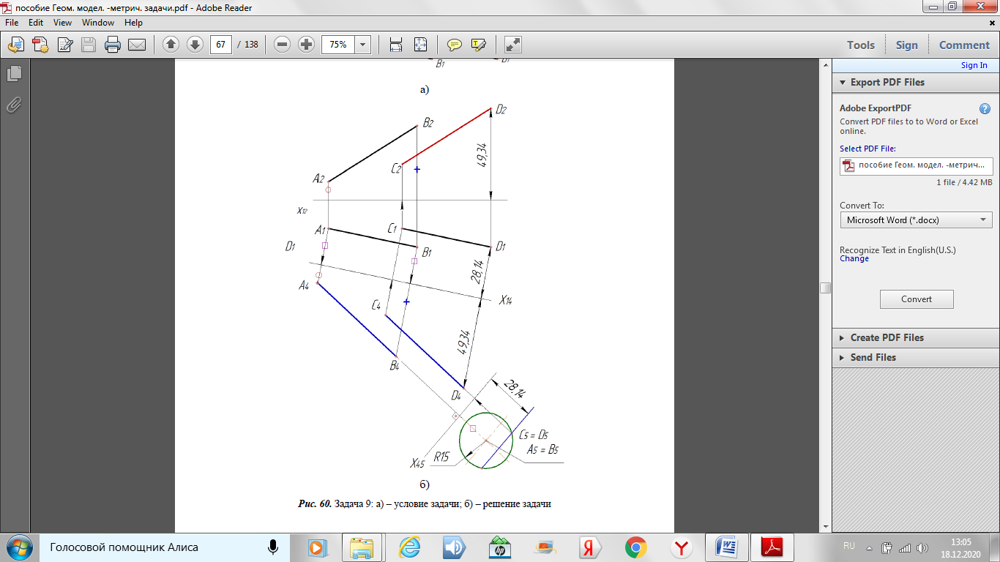 пособие Геом. модел. -метрич. задачи.pdf - Adobe Reader
File Edit View Window Help
67 / 138
75%
Tools Sign Comment
Sign In
Export PDF Files
Adobe ExportPDF
Convert PDF files to to Word or Excel
online.
Select PDF File:
пособие Геом. модел. -метрич...
1 file / 4.42 MB
Convert To:
Microsoft Word (*.docx)
Recognize Text in English(U.S.)
Change
Convert
Create PDF Files
Send Files
B1 D1
а)
D2
B2
49,34
C2
A2
X12
A1
C1
D1
B1
D1
28,14
A4
X14
C4
49,34
B4
28,14
D4
C5 = D5
A5 = B5
R15
X45
б)
Рис. 60. Задача 9: а) – условие задачи; б) – решение задачи
Голосовой помощник Алиса
RU
13:05
18.12.2020